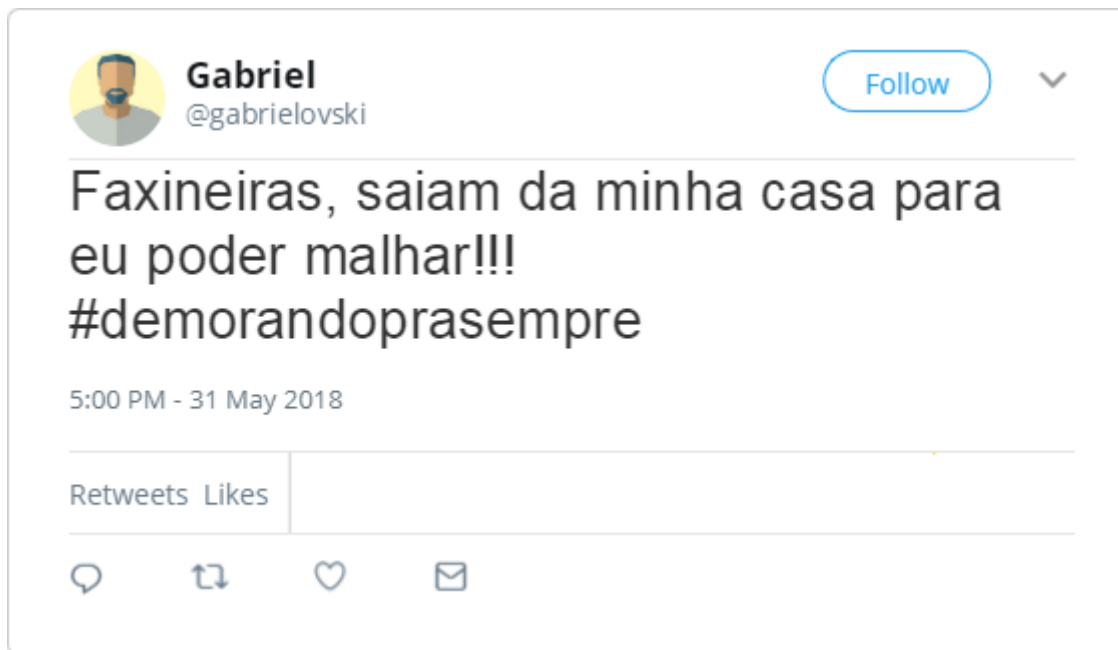 Gabriel
@gabrielovski
Follow
Faxineiras, saiam da minha casa para
eu poder malhar!!!
#demorandoprasempre
5:00 PM - 31 May 2018
Retweets Likes